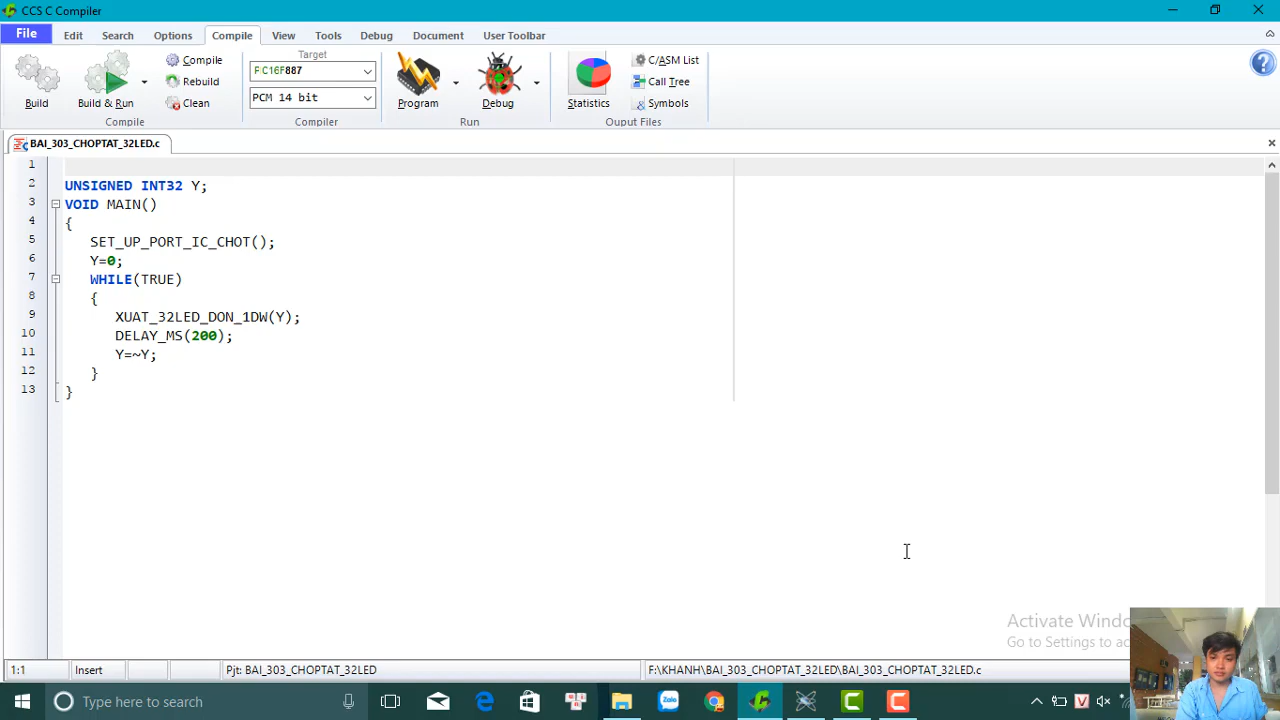 CCS C Compiler
File Edit Search Options Compile View Tools Debug Document User Toolbar
Build
Build & Run
Compile
Rebuild
Clean
Compile
Target
PIC16F887
PCM 14 bit
Compiler
Program
Debug
Run
Statistics
C/ASM List
Call Tree
Symbols
Ouput Files
BAI_303_CHOPTAT_32LED.c
1
2 UNSIGNED INT32 Y;
3 VOID MAIN()
4 {
5 SET_UP_PORT_IC_CHOT();
6 Y=0;
7 WHILE(TRUE)
8 {
9 XUAT_32LED_DON_1DW(Y);
10 DELAY_MS(200);
11 Y=~Y;
12 }
13 }
Activate Windo
Go to Settings to ac
1:1 Insert Pjt: BAI_303_CHOPTAT_32LED F:\KHANH\BAI_303_CHOPTAT_32LED\BAI_303_CHOPTAT_32LED.c
Type here to search
Zalo
V